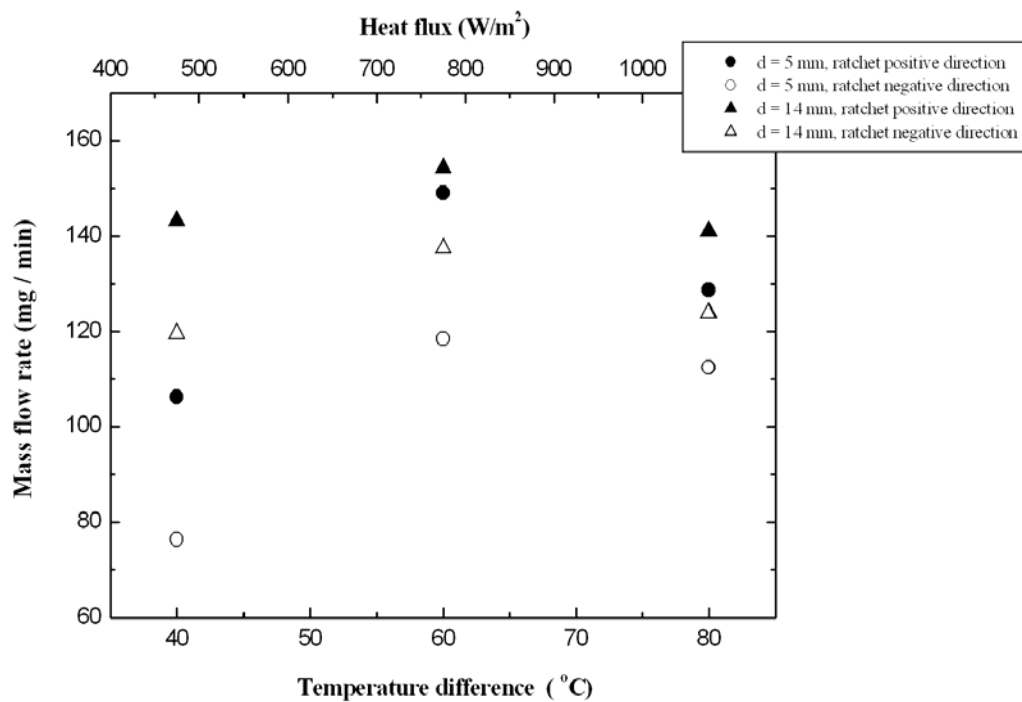 Heat flux (W/m²)
400 500 600 700 800 900 1000
d = 5 mm, ratchet positive direction
d = 5 mm, ratchet negative direction
d = 14 mm, ratchet positive direction
d = 14 mm, ratchet negative direction
160
140
120
100
80
60
Mass flow rate (mg / min)
40 50 60 70 80
Temperature difference ( °C)